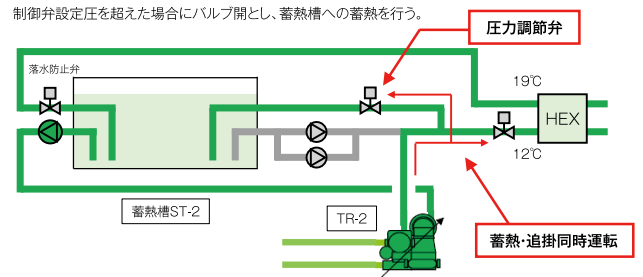 制御弁設定圧を超えた場合にバルブ開とし、蓄熱槽への蓄熱を行う。
圧力調節弁
落水防止弁
19℃
HEX
12℃
蓄熱槽ST-2
TR-2
蓄熱・追掛同時運転